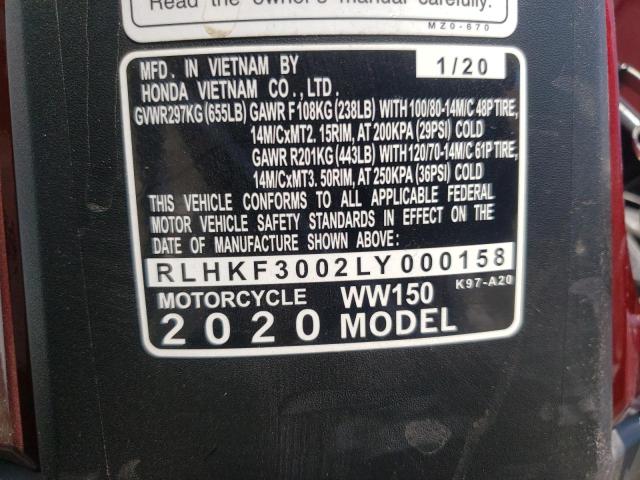 Read the owner's manual carefully.
MZ0-670
MFD. IN VIETNAM BY 1/20
HONDA VIETNAM CO., LTD.
GVWR297KG (655LB) GAWR F 108KG (238LB) WITH 100/80-14M/C 48P TIRE,
14M/CxMT2. 15RIM, AT 200KPA (29PSI) COLD
GAWR R201KG (443LB) WITH 120/70-14M/C 61P TIRE,
14M/CxMT3. 50RIM, AT 250KPA (36PSI) COLD
THIS VEHICLE CONFORMS TO ALL APPLICABLE FEDERAL
MOTOR VEHICLE SAFETY STANDARDS IN EFFECT ON THE
DATE OF MANUFACTURE SHOWN ABOVE:
RLHKF3002LY000158
MOTORCYCLE WW150 K97-A20
2020 MODEL